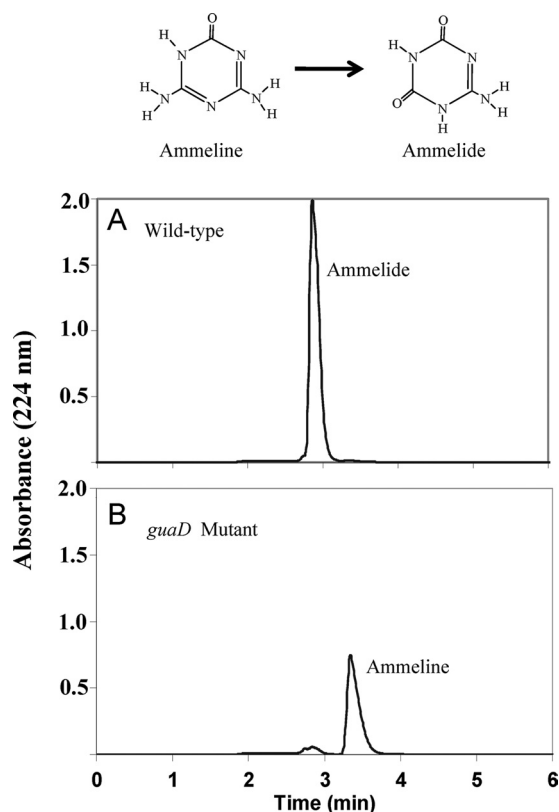 O
O
H
H
N
N
N
N
H
H
N
N
H
N
N
H
N
O
N
H
H
H
H
Ammeline
Ammelide
2.0
A
Wild-type
Ammelide
1.5
1.0
0.5
Absorbance (224 nm)
2.0
B
guaD Mutant
1.5
1.0
Ammeline
0.5
0 1 2 3 4 5 6
Time (min)